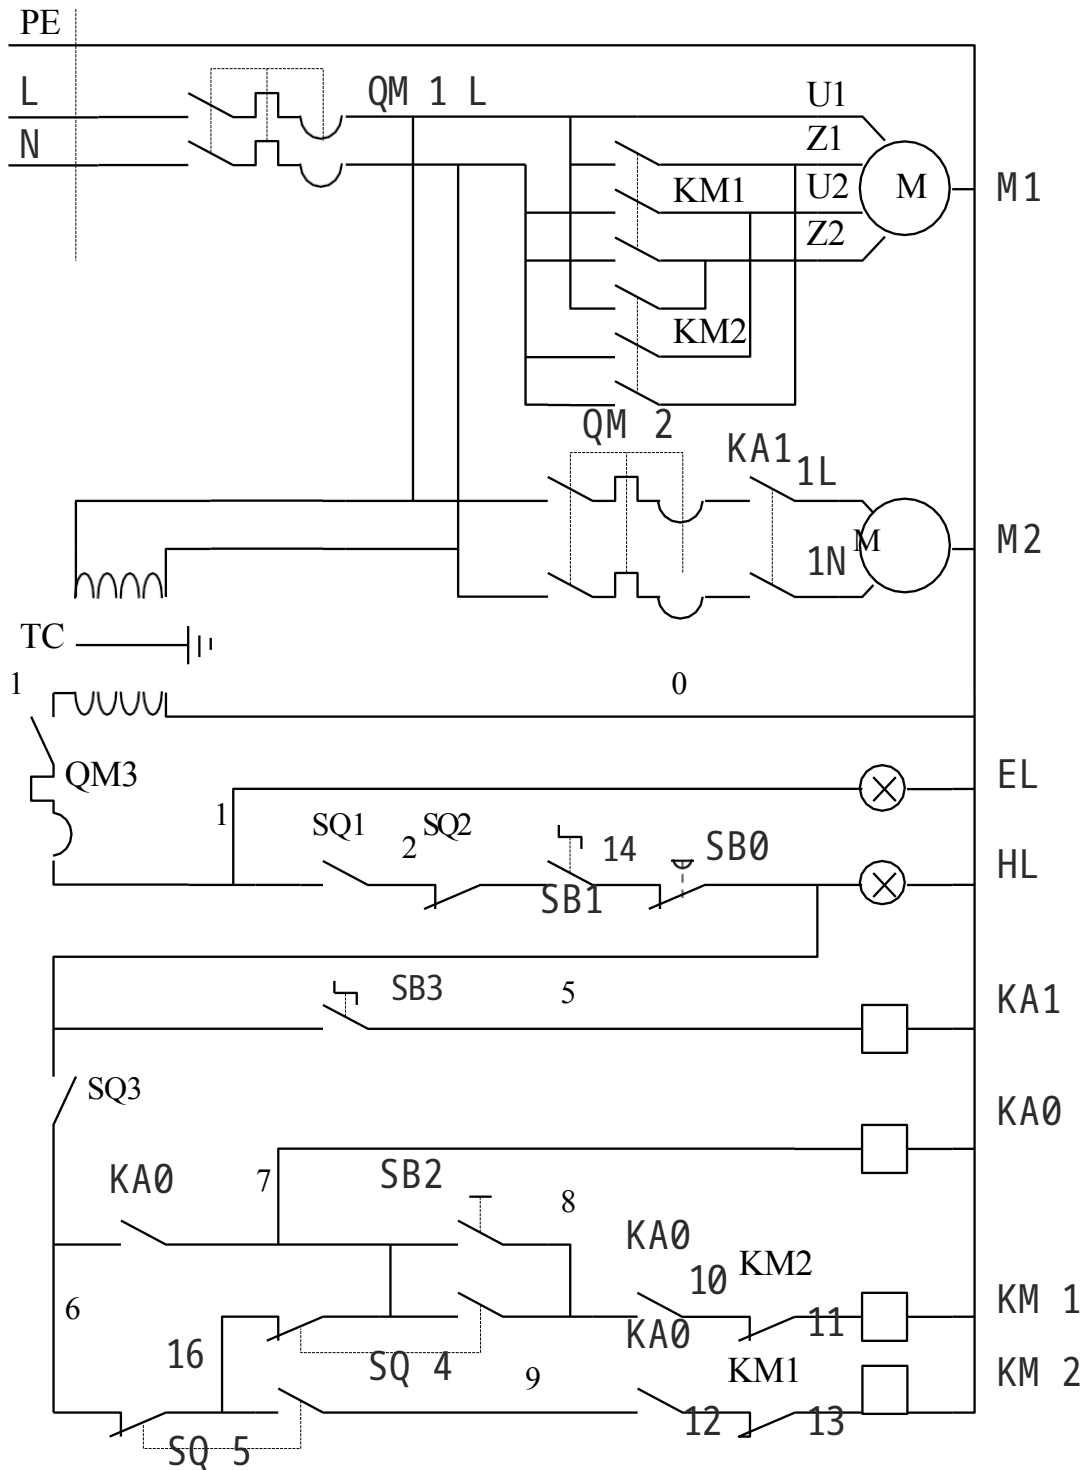 PE
L QM 1 L U1
N Z1
KM1 U2 M M1
Z2
KM2
QM 2
KA1 1L
1N M M2
TC
1 0
QM3 EL
1 SQ1 2 SQ2 14 SB0 HL
SB1
SB3 5 KA1
SQ3
KA0
KA0 7 SB2 8
KA0
10 KM2
6 11 KM 1
KA0
16 SQ 4 9 KM1 KM 2
12 13
SQ 5